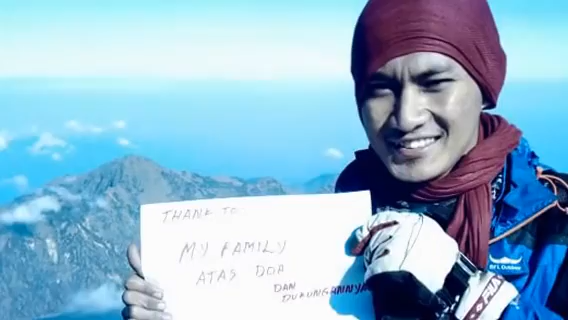 THANK TO
MY FAMILY
ATAS DOA
DAN
DUKUNGANNYA